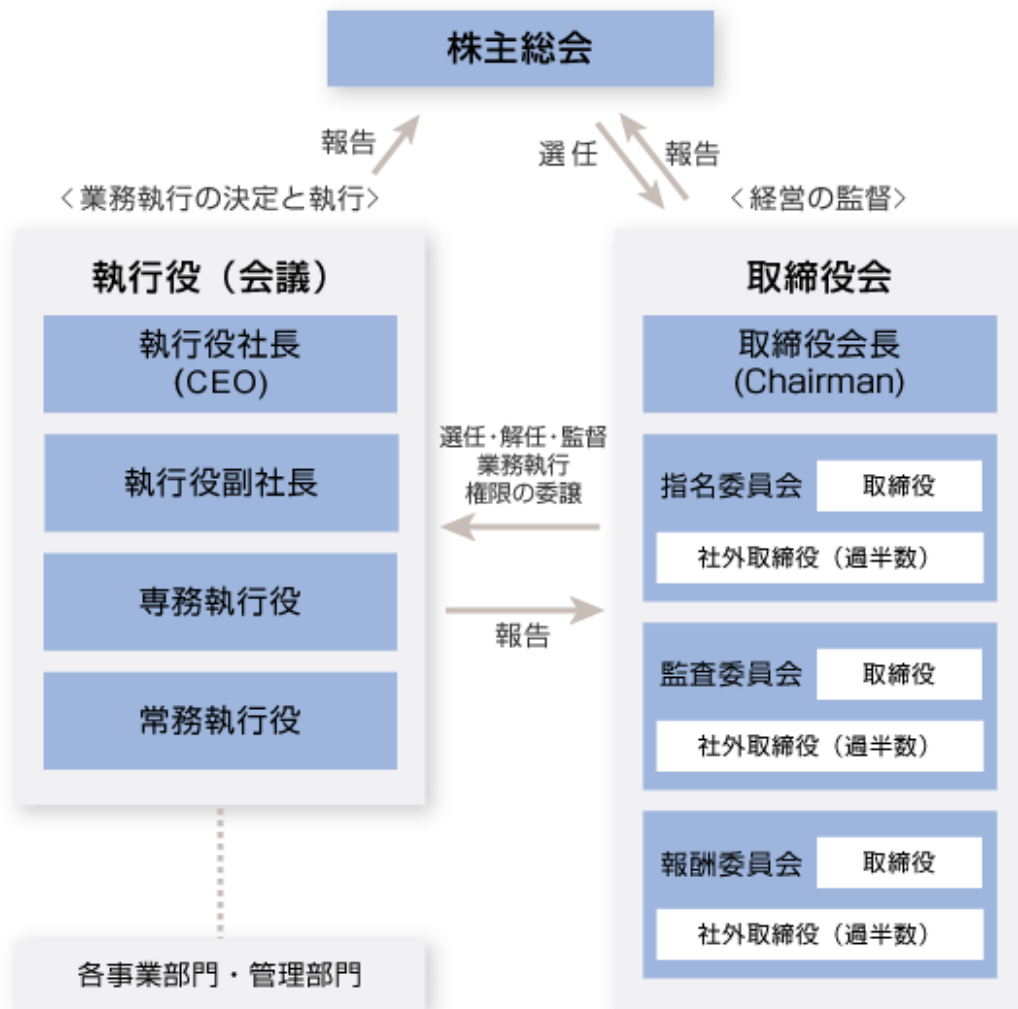 株主総会
報告
選任
報告
<業務執行の決定と執行>
<経営の監督>
執行役（会議）
執行役社長
(CEO)
執行役副社長
専務執行役
常務執行役
選任・解任・監督
業務執行
権限の委譲
報告
取締役会
取締役会長
(Chairman)
指名委員会
取締役
社外取締役（過半数）
監査委員会
取締役
社外取締役（過半数）
報酬委員会
取締役
社外取締役（過半数）
各事業部門・管理部門